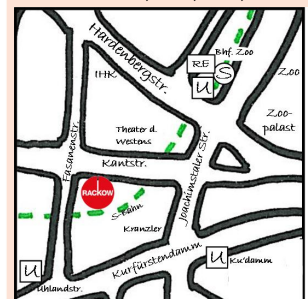 Hardenbergstr.
Bhf. Zoo
RE
S
U
IHK
Zoo
Zoo-
palast
Theater d.
Westens
Fasanenstr.
Kantstr.
Joachimstaler Str.
RACKOW
S-Bahn
Kranzler
Kurfürstendamm
U
Ku'damm
U
Uhlandstr.